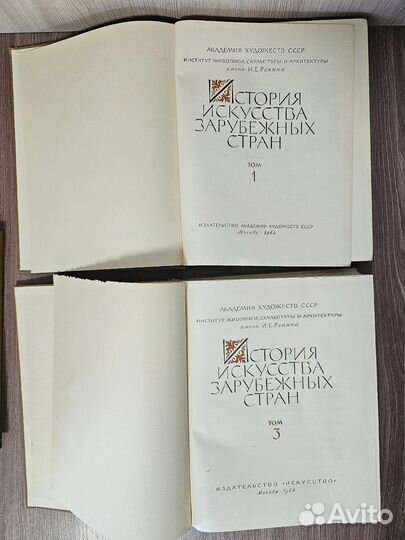 АКАДЕМИЯ ХУДОЖЕСТВ СССР
ИНСТИТУТ ЖИВОПИСИ, СКУЛЬПТУРЫ И АРХИТЕКТУРЫ
имени И.Е.Репина
ИСТОРИЯ
ИСКУССТВА
ЗАРУБЕЖНЫХ
СТРАН
ТОМ
1
ИЗДАТЕЛЬСТВО АКАДЕМИИ ХУДОЖЕСТВ СССР
Москва · 1962
АКАДЕМИЯ ХУДОЖЕСТВ СССР
ИНСТИТУТ ЖИВОПИСИ, СКУЛЬПТУРЫ И АРХИТЕКТУРЫ
имени И.Е.Репина
ИСТОРИЯ
ИСКУССТВА
ЗАРУБЕЖНЫХ
СТРАН
ТОМ
3
ИЗДАТЕЛЬСТВО «ИСКУССТВО»
Москва · 1964
Avito